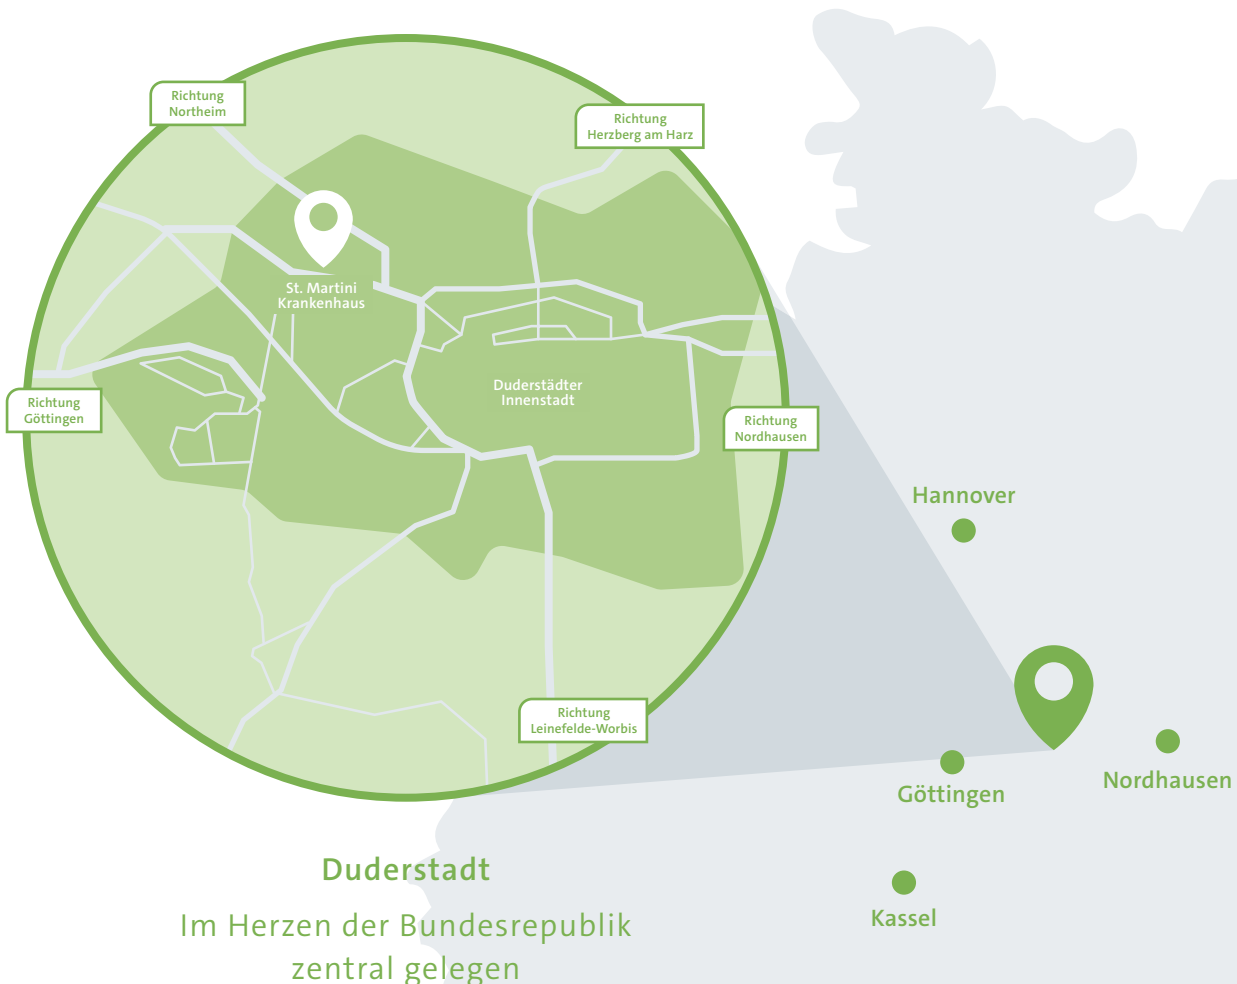 Richtung
Northeim
Richtung
Herzberg am Harz
St. Martini
Krankenhaus
Duderstädter
Innenstadt
Richtung
Göttingen
Richtung
Nordhausen
Hannover
Richtung
Leinefelde-Worbis
Göttingen
Nordhausen
Kassel
Duderstadt
Im Herzen der Bundesrepublik
zentral gelegen